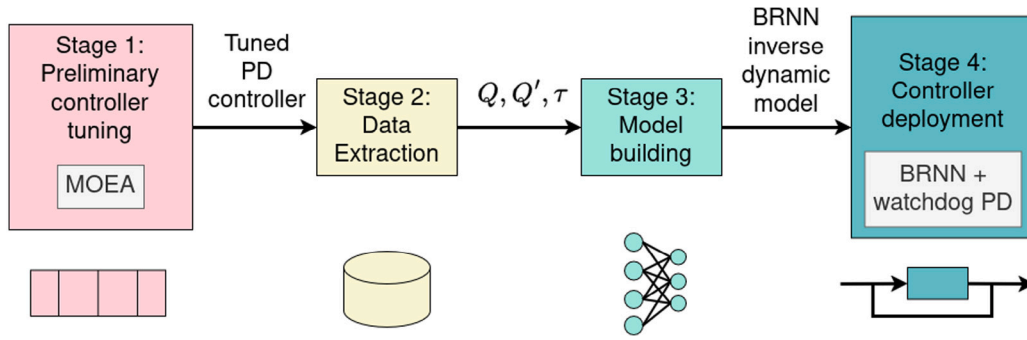 Stage 1:
Preliminary
controller
tuning
MOEA
Tuned
PD
controller
Stage 2:
Data
Extraction
Q, Q′, τ
Stage 3:
Model
building
BRNN
inverse
dynamic
model
Stage 4:
Controller
deployment
BRNN +
watchdog PD